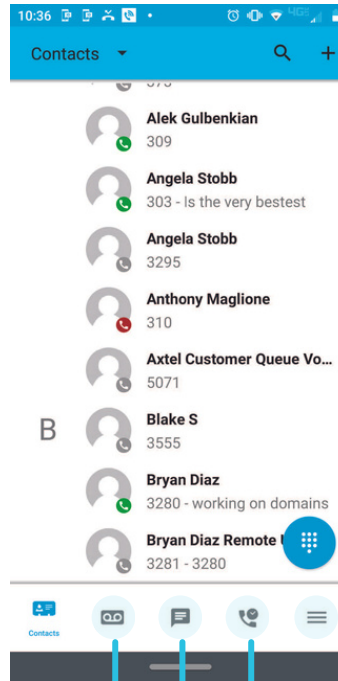 10:36
4G
Contacts
Alek Gulbenkian
309
Angela Stobb
303 - Is the very bestest
Angela Stobb
3295
Anthony Maglione
310
Axtel Customer Queue Vo...
5071
B
Blake S
3555
Bryan Diaz
3280 - working on domains
Bryan Diaz Remote
3281 - 3280
Contacts